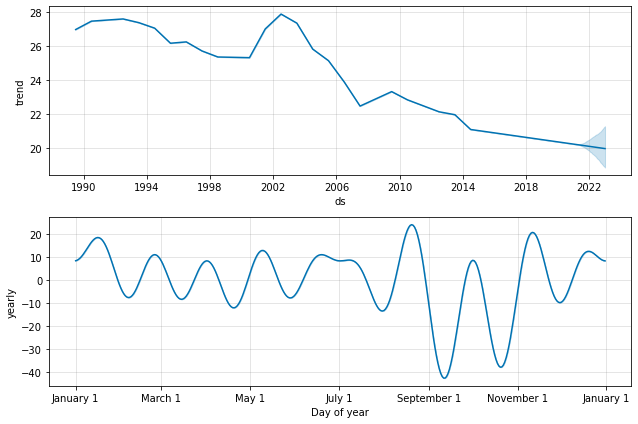 28
26
24
22
20
trend
1990 1994 1998 2002 2006 2010 2014 2018 2022
ds
20
10
0
−10
−20
−30
−40
yearly
January 1 March 1 May 1 July 1 September 1 November 1 January 1
Day of year